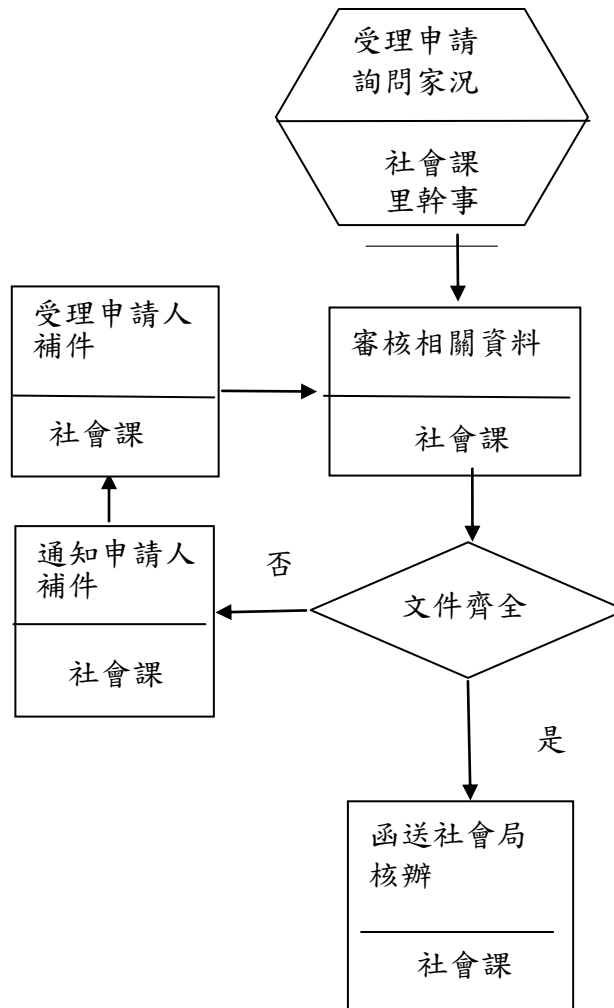 受理申請
詢問家況
社會課
里幹事
受理申請人
補件
社會課
審核相關資料
社會課
通知申請人
補件
社會課
否
文件齊全
是
函送社會局
核辦
社會課